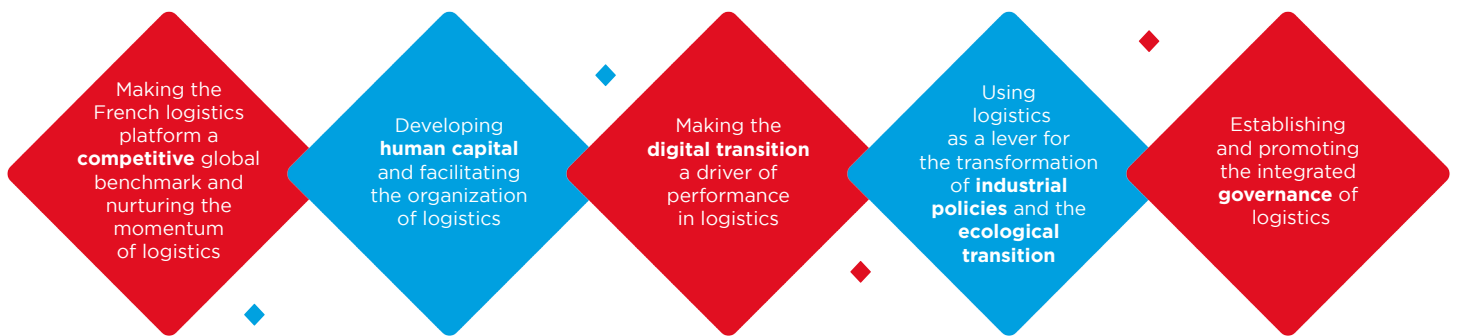 Making the
French logistics
platform a
competitive global
benchmark and
nurturing the
momentum
of logistics
Developing
human capital
and facilitating
the organization
of logistics
Making the
digital transition
a driver of
performance
in logistics
Using
logistics
as a lever for
the transformation
of industrial
policies and the
ecological
transition
Establishing
and promoting
the integrated
governance of
logistics